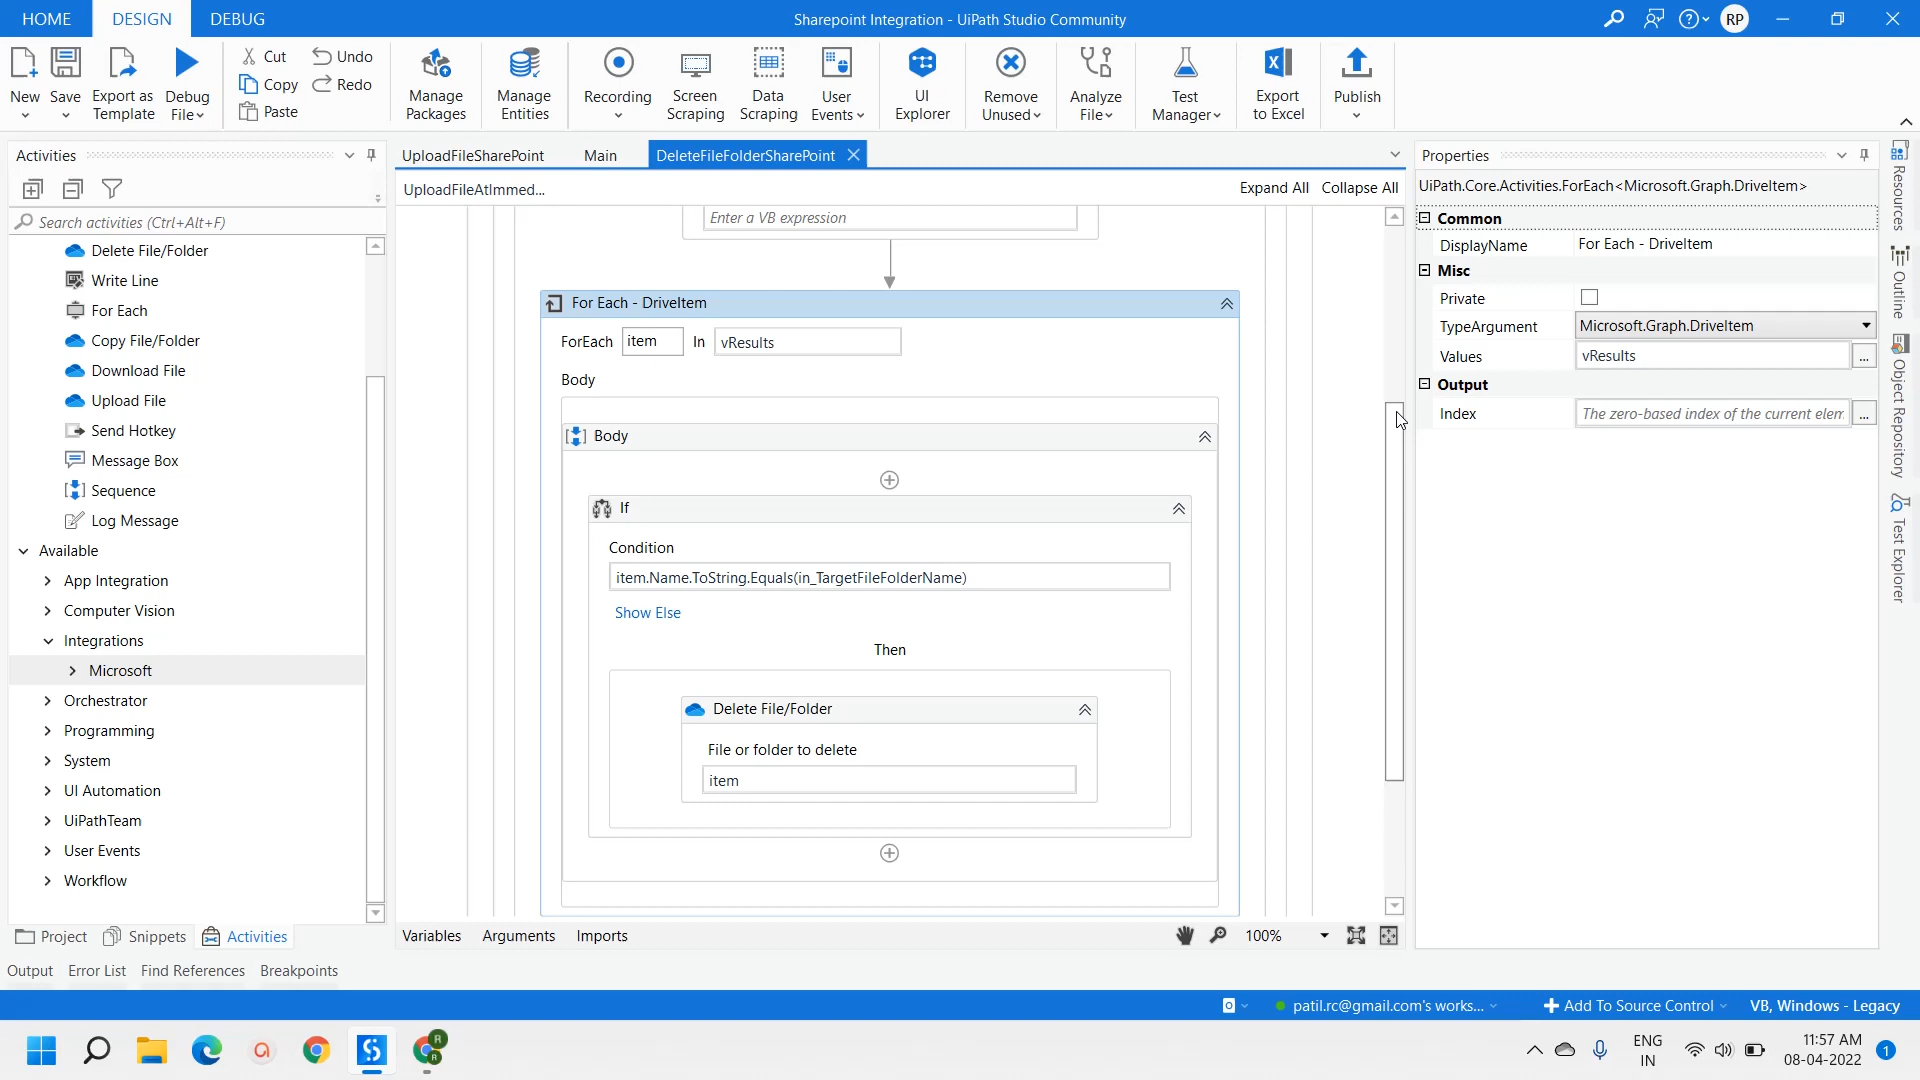 HOME
DESIGN
DEBUG
Sharepoint Integration - UiPath Studio Community
RP
New
Save
Export as
Template
Debug
File
Cut
Copy
Paste
Undo
Redo
Manage
Packages
Manage
Entities
Recording
Screen
Scraping
Data
Scraping
User
Events
UI
Explorer
Remove
Unused
Analyze
File
Test
Manager
Export
to Excel
Publish
Activities
Search activities (Ctrl+Alt+F)
Delete File/Folder
Write Line
For Each
Copy File/Folder
Download File
Upload File
Send Hotkey
Message Box
Sequence
Log Message
Available
App Integration
Computer Vision
Integrations
Microsoft
Orchestrator
Programming
System
UI Automation
UiPathTeam
User Events
Workflow
Project
Snippets
Activities
UploadFileSharePoint
Main
DeleteFileFolderSharePoint
UploadFileAtImmed...
Expand All
Collapse All
Enter a VB expression
For Each - DriveItem
ForEach
item
In
vResults
Body
Body
If
Condition
item.Name.ToString.Equals(in_TargetFileFolderName)
Show Else
Then
Delete File/Folder
File or folder to delete
item
Variables
Arguments
Imports
100%
Properties
UiPath.Core.Activities.ForEach<Microsoft.Graph.DriveItem>
Common
DisplayName
For Each - DriveItem
Misc
Private
TypeArgument
Microsoft.Graph.DriveItem
Values
vResults
...
Output
Index
The zero-based index of the current elem
...
Resources
Outline
Object Repository
Test Explorer
Output
Error List
Find References
Breakpoints
patil.rc@gmail.com's works...
Add To Source Control
VB, Windows - Legacy
R
R
ENG
IN
11:57 AM
08-04-2022
1